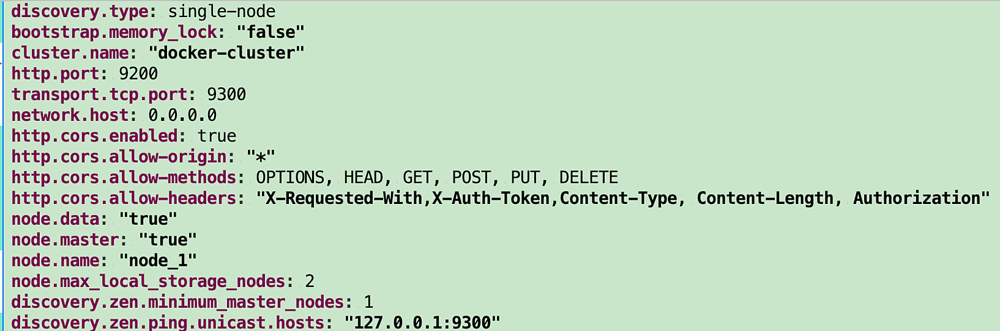 discovery.type: single-node
bootstrap.memory_lock: "false"
cluster.name: "docker-cluster"
http.port: 9200
transport.tcp.port: 9300
network.host: 0.0.0.0
http.cors.enabled: true
http.cors.allow-origin: "*"
http.cors.allow-methods: OPTIONS, HEAD, GET, POST, PUT, DELETE
http.cors.allow-headers: "X-Requested-With,X-Auth-Token,Content-Type, Content-Length, Authorization"
node.data: "true"
node.master: "true"
node.name: "node_1"
node.max_local_storage_nodes: 2
discovery.zen.minimum_master_nodes: 1
discovery.zen.ping.unicast.hosts: "127.0.0.1:9300"